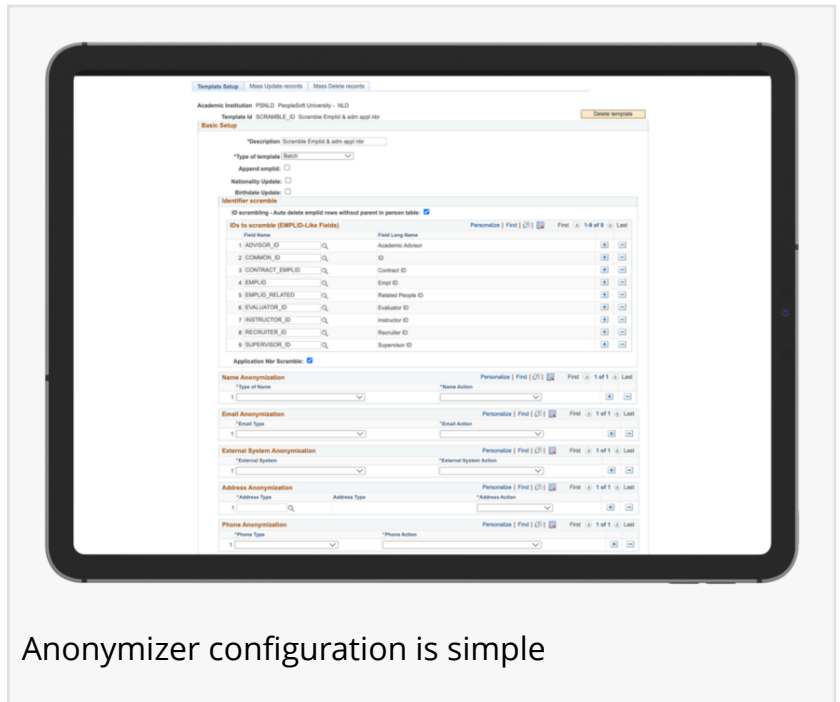 Template Setup Mass Update records Mass Delete records
Academic Institution PSNLD PeopleSoft University - NLD
Template Id SCRAMBLE_ID Scramble Emplid & adm appl nbr Delete template
Basic Setup
*Description Scramble Emplid & adm appl nbr
*Type of template Batch
Append emplid:
Nationality Update:
Birthdate Update:
Identifier scramble
ID scrambling - Auto delete emplid rows without parent in person table:
IDs to scramble (EMPLID-Like Fields) Personalize | Find | First 1-9 of 9 Last
Field Name Field Long Name
1 ADVISOR_ID Academic Advisor
2 COMMON_ID ID
3 CONTRACT_EMPLID Contract ID
4 EMPLID Empl ID
5 EMPLID_RELATED Related People ID
6 EVALUATOR_ID Evaluator ID
7 INSTRUCTOR_ID Instructor ID
8 RECRUITER_ID Recruiter ID
9 SUPERVISOR_ID Supervisor ID
Application Nbr Scramble:
Name Anonymization Personalize | Find | First 1 of 1 Last
*Type of Name *Name Action
1
Email Anonymization Personalize | Find | First 1 of 1 Last
*Email Type *Email Action
1
External System Anonymization Personalize | Find | First 1 of 1 Last
*External System *External System Action
1
Address Anonymization Personalize | Find | First 1 of 1 Last
*Address Type Address Type *Address Action
1
Phone Anonymization Personalize | Find | First 1 of 1 Last
*Phone Type *Phone Action
1
Anonymizer configuration is simple